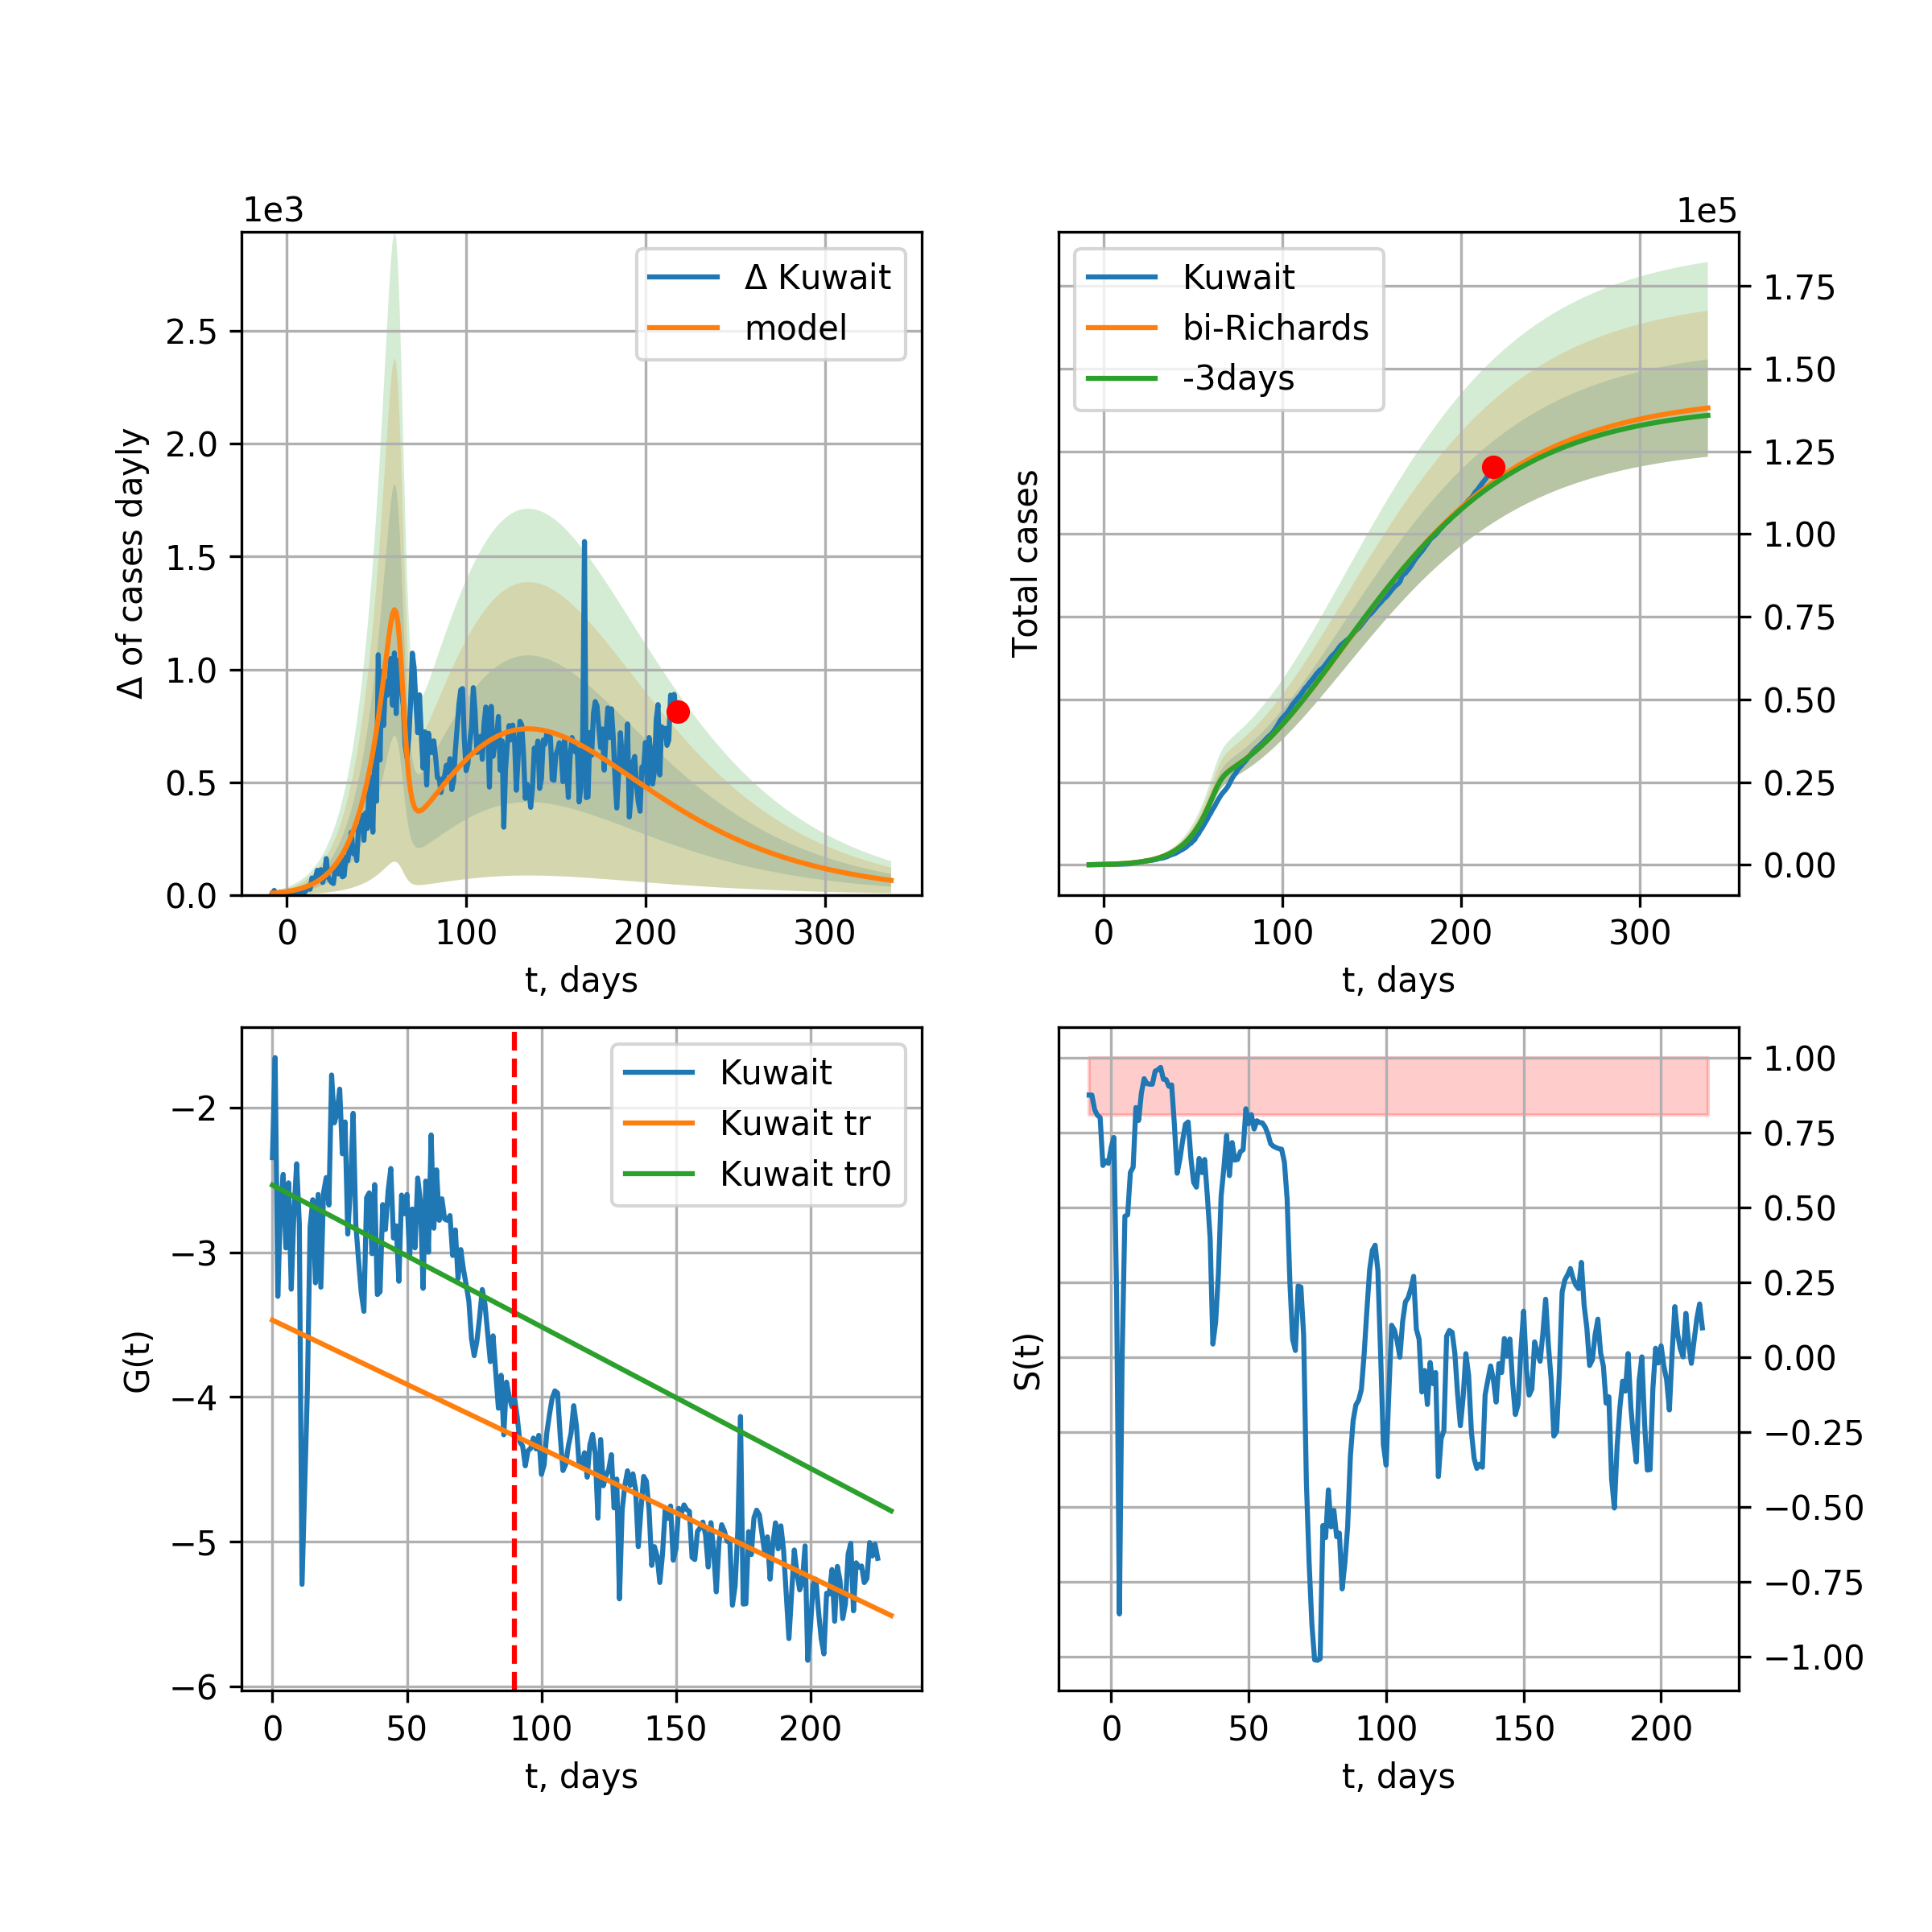 1e3
Δ of cases dayly
2.5
2.0
1.5
1.0
0.5
0.0
0
100
200
300
t, days
Δ Kuwait
model
1e5
Total cases
Kuwait
bi-Richards
-3days
1.75
1.50
1.25
1.00
0.75
0.50
0.25
0.00
0
100
200
300
t, days
G(t)
−2
−3
−4
−5
−6
0
50
100
150
200
t, days
Kuwait
Kuwait tr
Kuwait tr0
S(t)
1.00
0.75
0.50
0.25
0.00
−0.25
−0.50
−0.75
−1.00
0
50
100
150
200
t, days